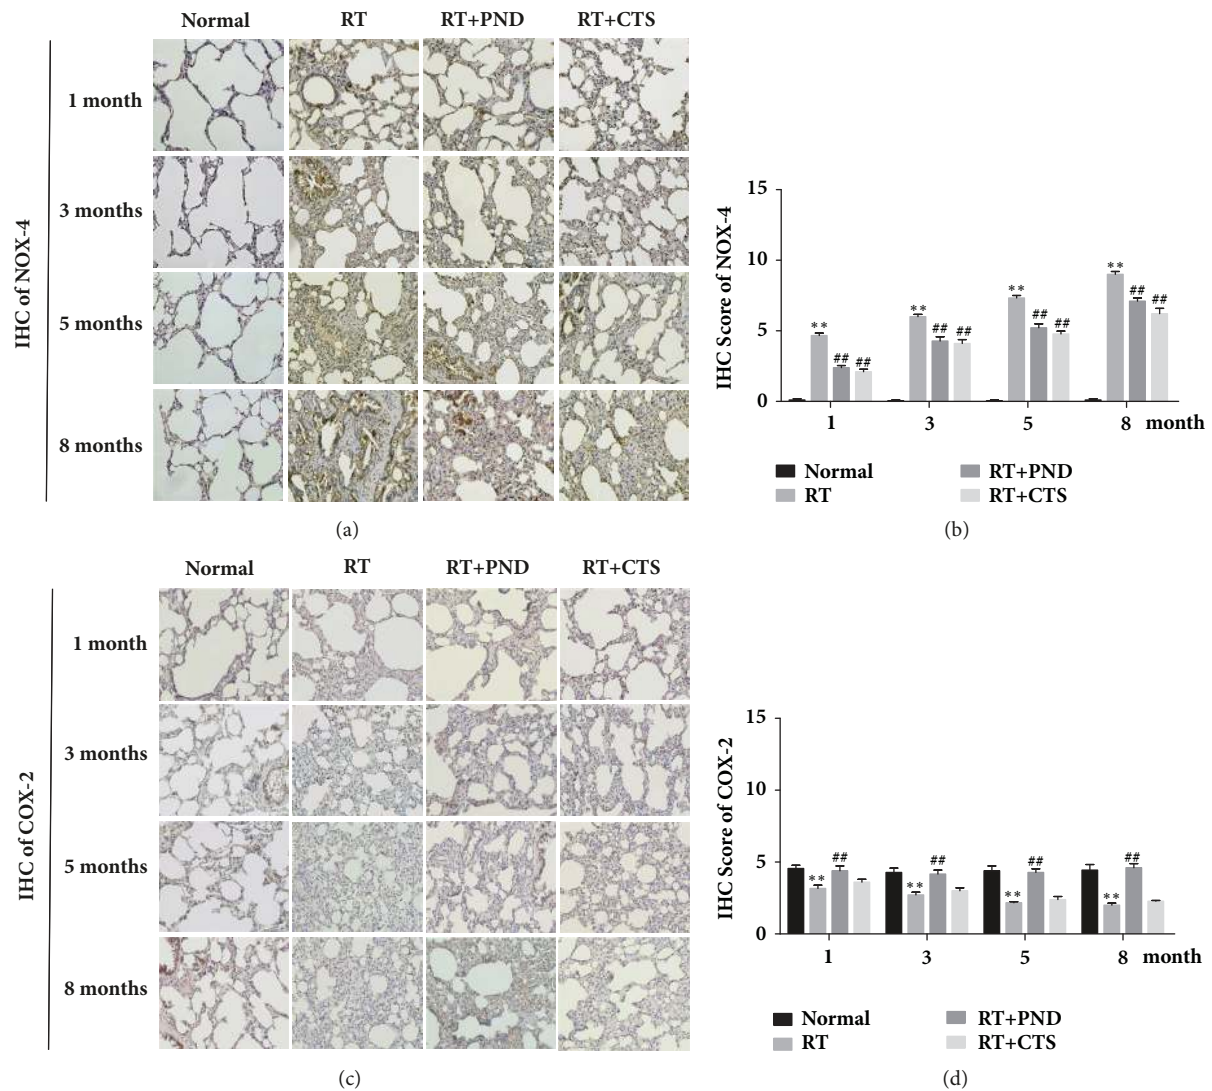 Normal RT RT+PND RT+CTS
IHC of NOX-4
1 month
3 months
5 months
8 months
(a)
IHC Score of NOX-4
15
10
5
0
** ## ##
** ## ##
** ## ##
** ## ##
1 3 5 8 month
Normal RT+PND
RT RT+CTS
(b)
Normal RT RT+PND RT+CTS
IHC of COX-2
1 month
3 months
5 months
8 months
(c)
IHC Score of COX-2
15
10
5
0
** ##
** ##
** ##
** ##
1 3 5 8 month
Normal RT+PND
RT RT+CTS
(d)